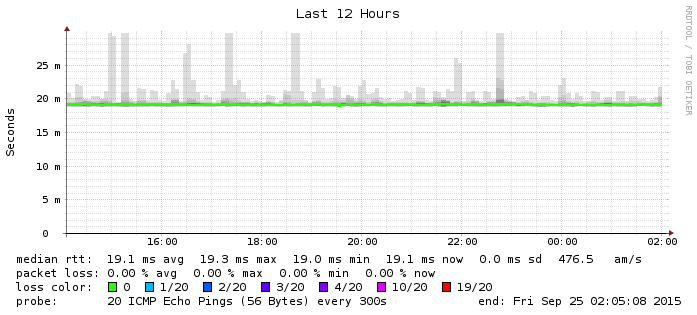 Last 12 Hours
RRDTOOL / TOBI OETIKER
Seconds
25 m
20 m
15 m
10 m
5 m
0
16:00 18:00 20:00 22:00 00:00 02:00
median rtt: 19.1 ms avg 19.3 ms max 19.0 ms min 19.1 ms now 0.0 ms sd 476.5 am/s
packet loss: 0.00 % avg 0.00 % max 0.00 % min 0.00 % now
loss color: 0 1/20 2/20 3/20 4/20 10/20 19/20
probe: 20 ICMP Echo Pings (56 Bytes) every 300s end: Fri Sep 25 02:05:08 2015